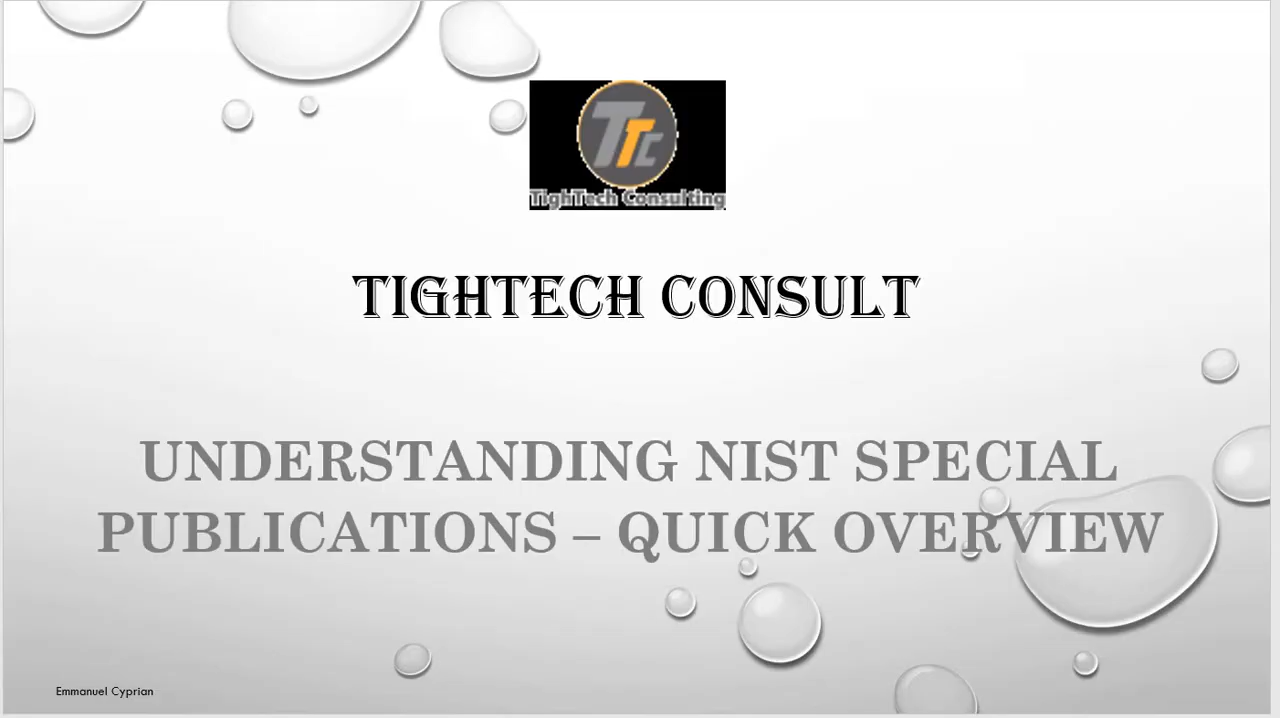 TTC
TighTech Consulting
TIGHTECH CONSULT
UNDERSTANDING NIST SPECIAL
PUBLICATIONS – QUICK OVERVIEW
Emmanuel Cyprian